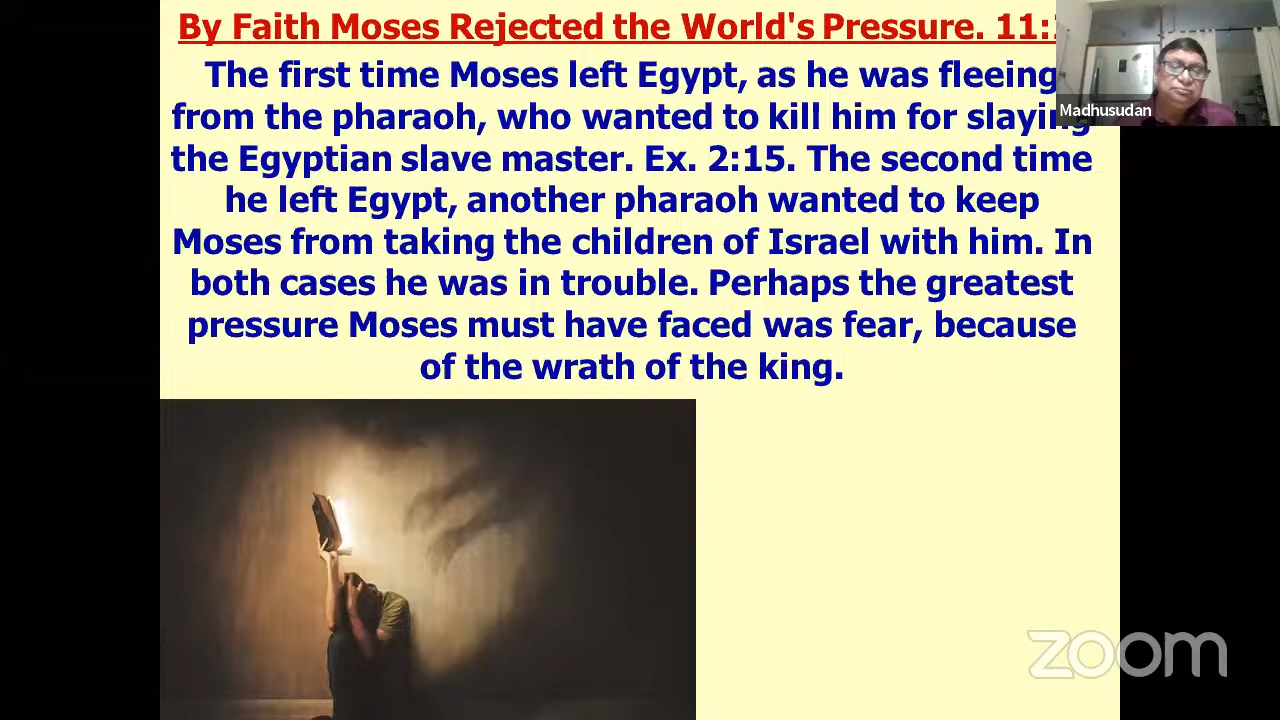 By Faith Moses Rejected the World's Pressure. 11:
The first time Moses left Egypt, as he was fleeing
from the pharaoh, who wanted to kill him for slaying
the Egyptian slave master. Ex. 2:15. The second time
he left Egypt, another pharaoh wanted to keep
Moses from taking the children of Israel with him. In
both cases he was in trouble. Perhaps the greatest
pressure Moses must have faced was fear, because
of the wrath of the king.
Madhusudan
zoom